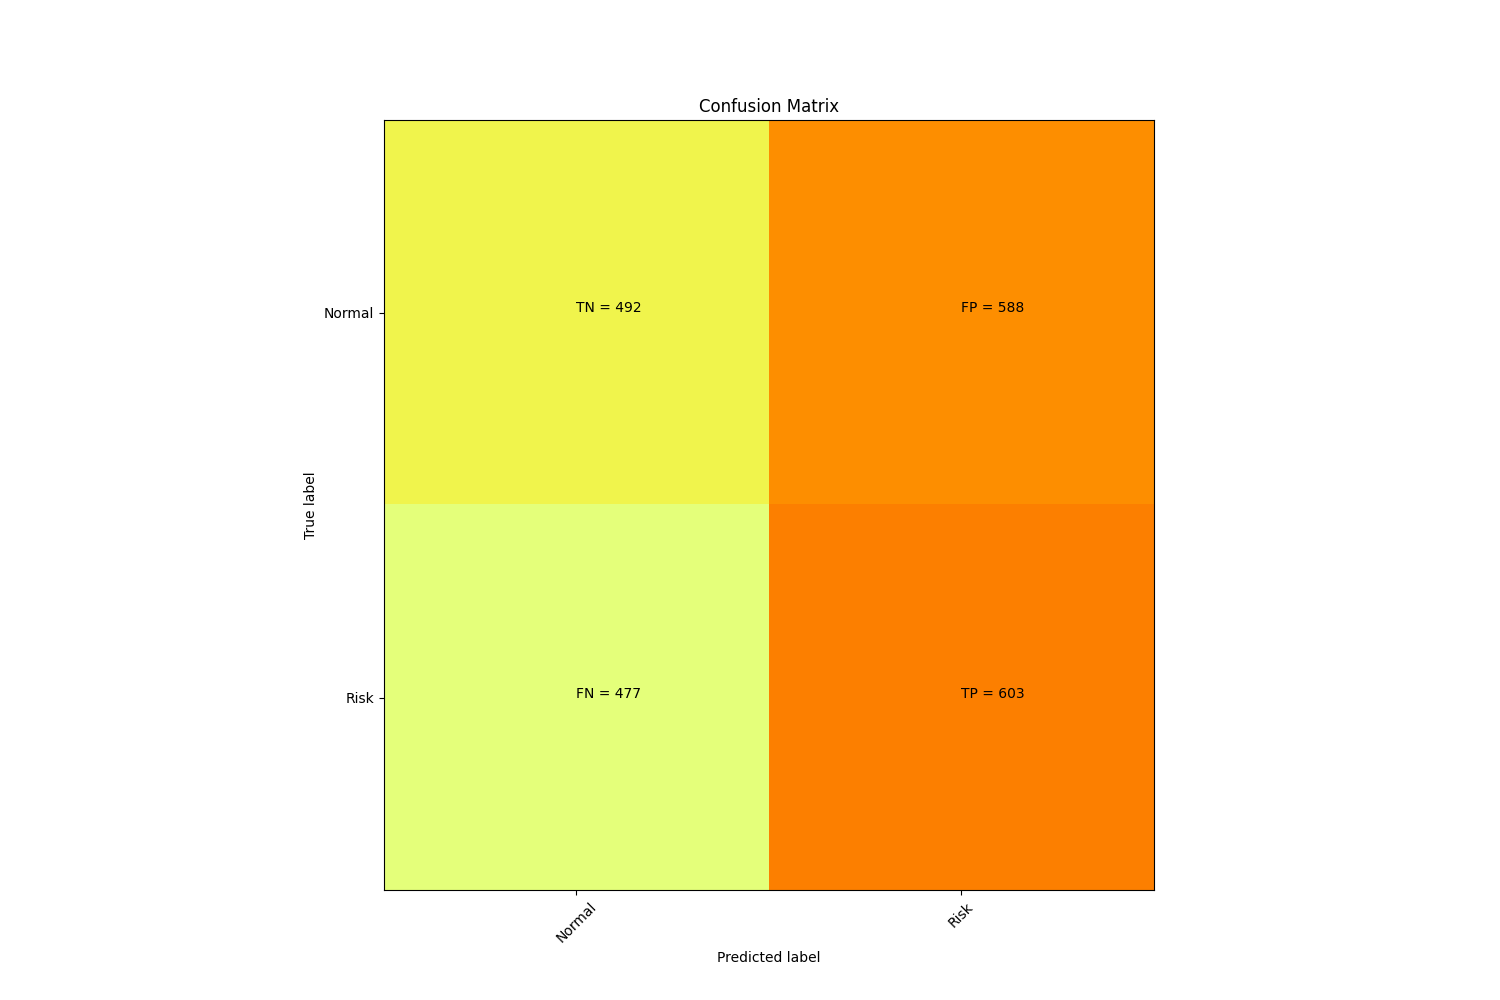 Confusion Matrix
Normal
TN = 492
FP = 588
True label
Risk
FN = 477
TP = 603
Normal
Risk
Predicted label